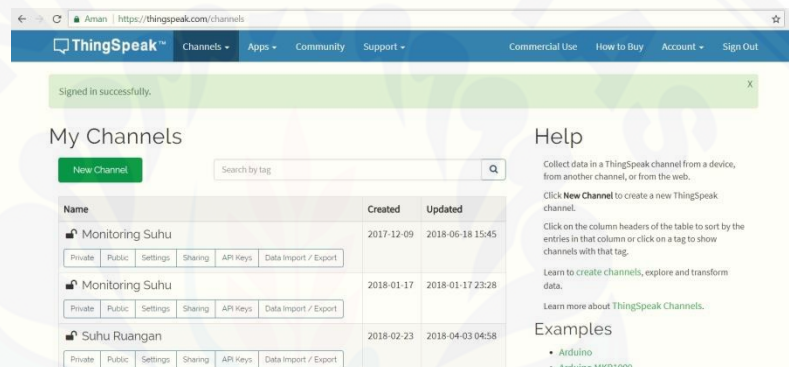 Aman | https://thingspeak.com/channels
ThingSpeak™ Channels Apps Community Support Commercial Use How to Buy Account Sign Out
Signed in successfully. X
My Channels
New Channel Search by tag
Name Created Updated
Monitoring Suhu 2017-12-09 2018-06-18 15:45
Private Public Settings Sharing API Keys Data Import / Export
Monitoring Suhu 2018-01-17 2018-01-17 23:28
Private Public Settings Sharing API Keys Data Import / Export
Suhu Ruangan 2018-02-23 2018-04-03 04:58
Private Public Settings Sharing API Keys Data Import / Export
Help
Collect data in a ThingSpeak channel from a device,
from another channel, or from the web.
Click New Channel to create a new ThingSpeak
channel.
Click on the column headers of the table to sort by the
entries in that column or click on a tag to show
channels with that tag.
Learn to create channels, explore and transform
data.
Learn more about ThingSpeak Channels.
Examples
Arduino
Arduino MKR1000